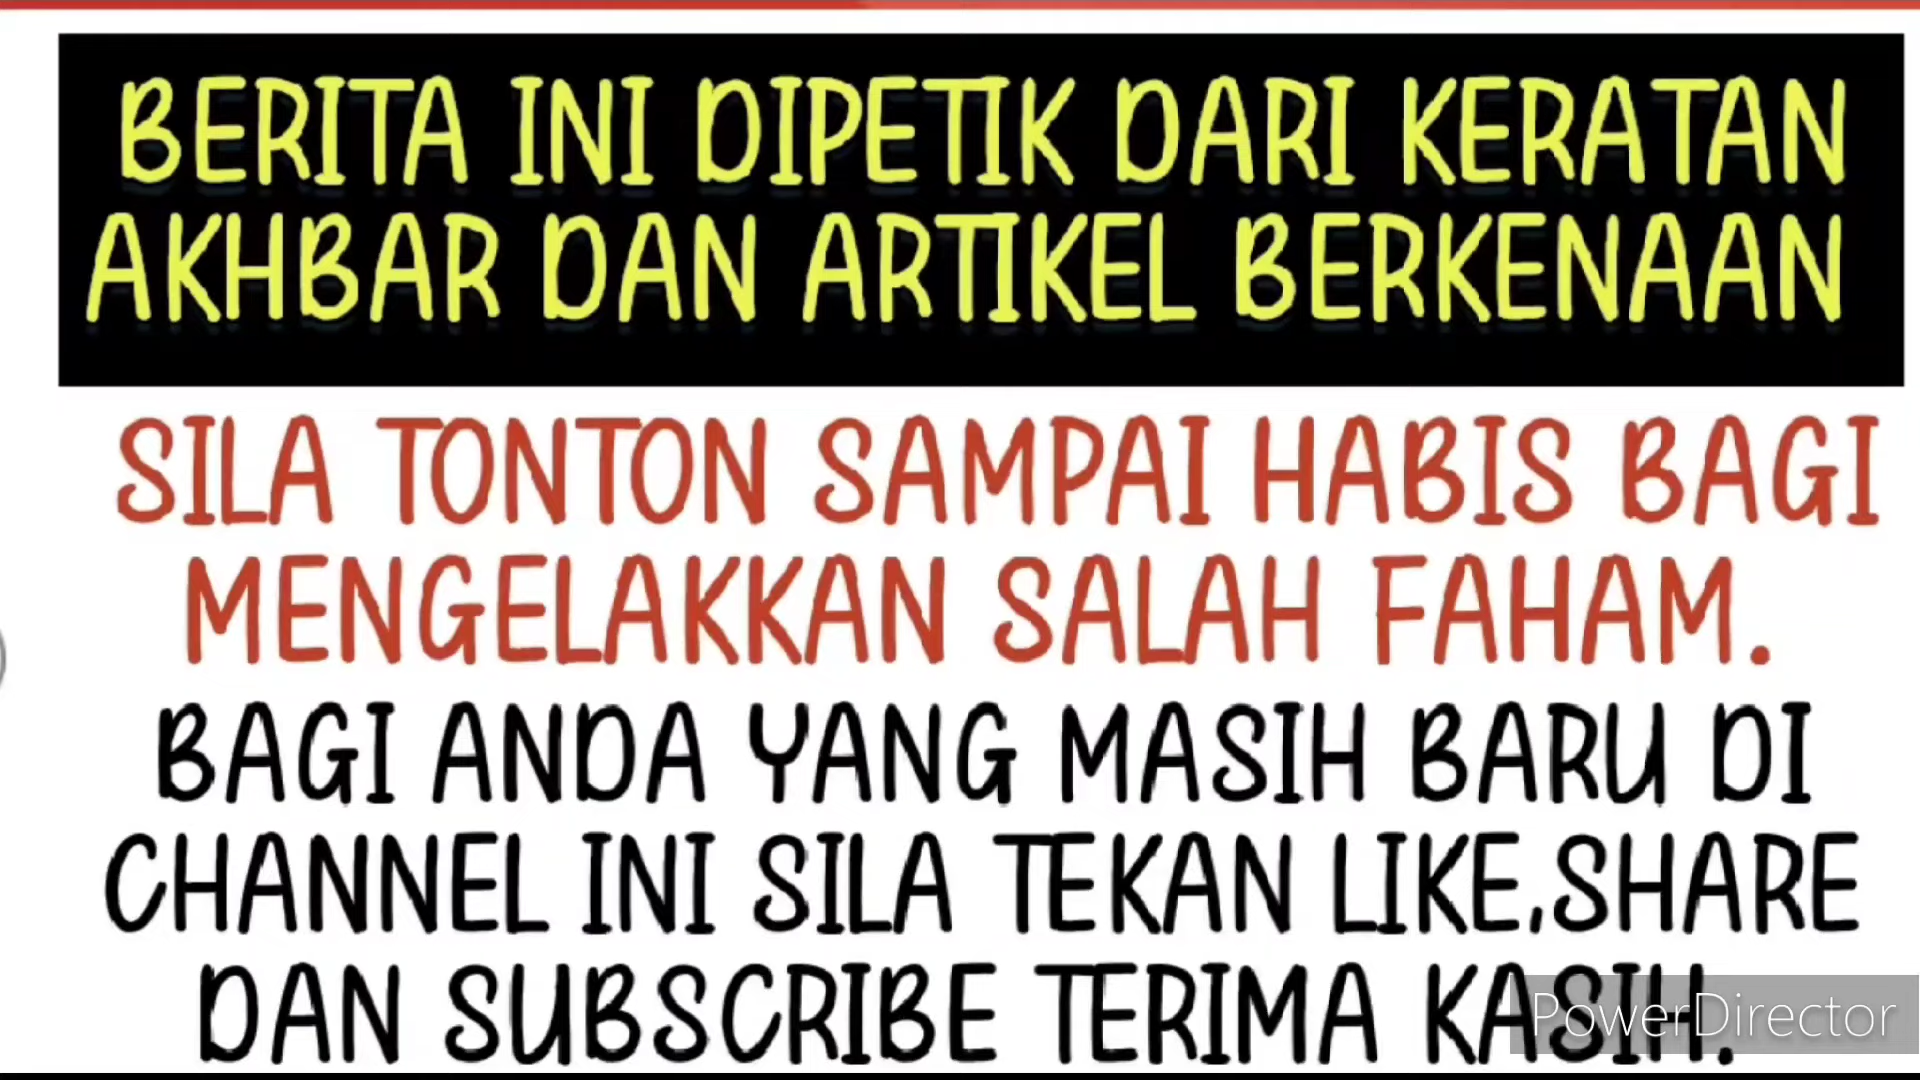 BERITA INI DIPETIK DARI KERATAN
AKHBAR DAN ARTIKEL BERKENAAN
SILA TONTON SAMPAI HABIS BAGI
MENGELAKKAN SALAH FAHAM.
BAGI ANDA YANG MASIH BARU DI
CHANNEL INI SILA TEKAN LIKE,SHARE
DAN SUBSCRIBE TERIMA KASIH.
PowerDirector